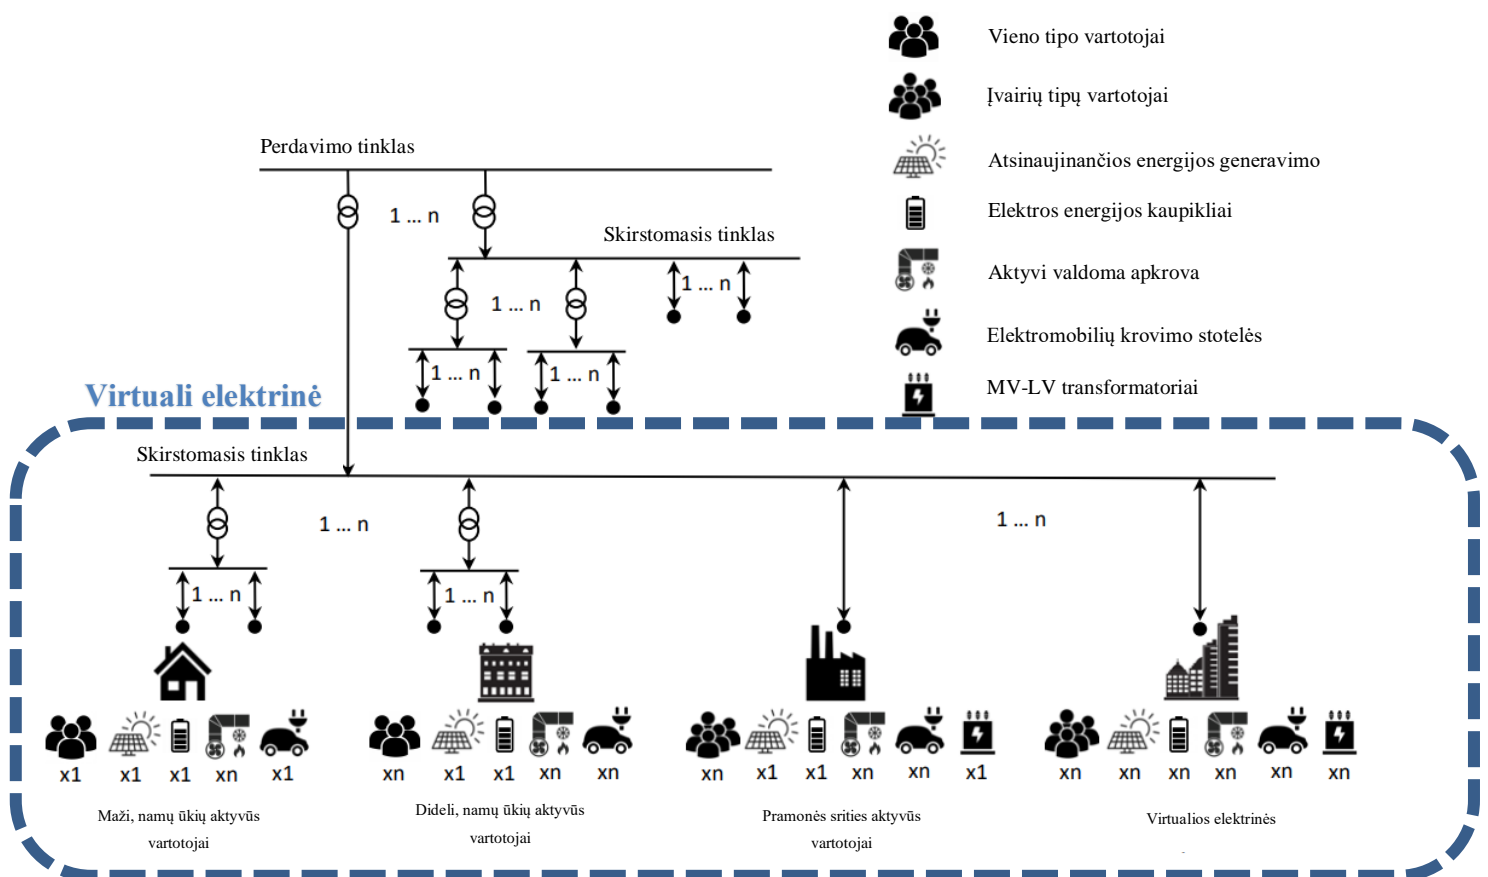 Vieno tipo vartotojai
Įvairių tipų vartotojai
Atsinaujinančios energijos generavimo
Elektros energijos kaupikliai
Aktyvi valdoma apkrova
Elektromobilių krovimo stotelės
MV-LV transformatoriai
Perdavimo tinklas
1 ... n
Skirstomasis tinklas
1 ... n
1 ... n
1 ... n
1 ... n
Virtuali elektrinė
Skirstomasis tinklas
1 ... n
1 ... n
1 ... n
1 ... n
x1 x1 x1 xn x1
xn x1 x1 xn xn
xn x1 x1 xn xn x1
xn xn xn xn xn xn
Maži, namų ūkių aktyvūs
vartotojai
Dideli, namų ūkių aktyvūs
vartotojai
Pramonės srities aktyvūs
vartotojai
Virtualios elektrinės